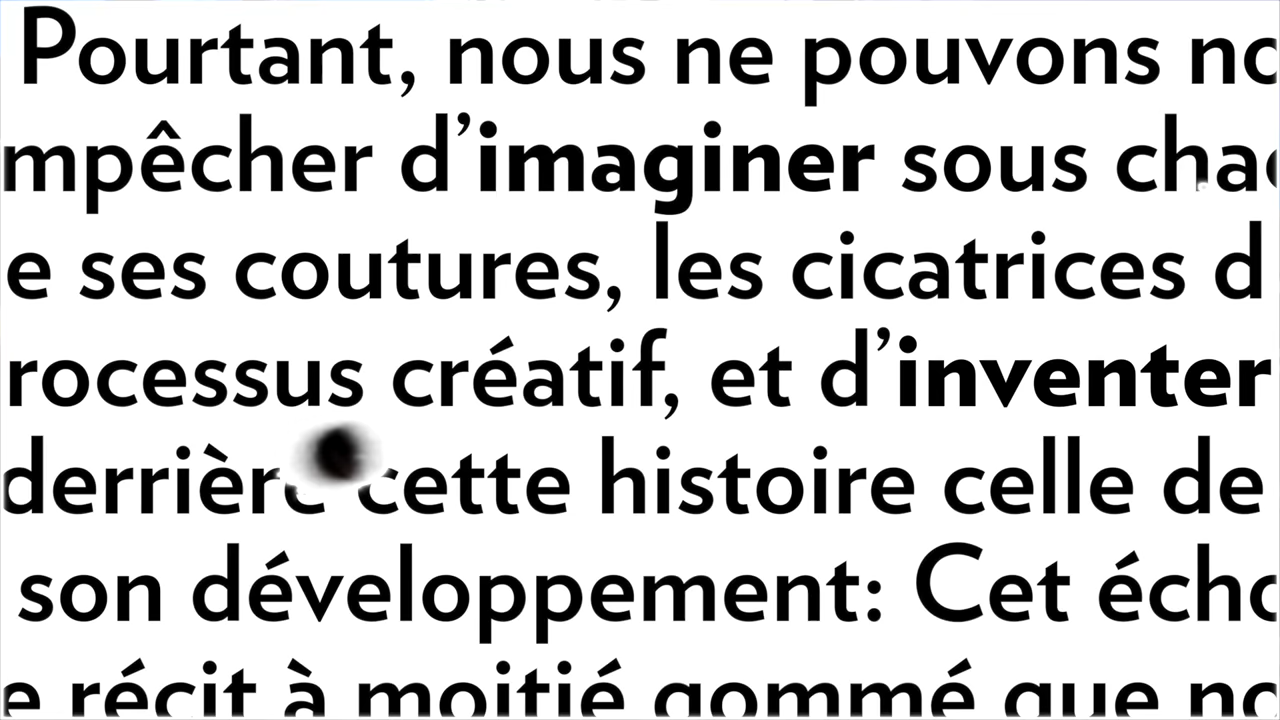 Pourtant, nous ne pouvons no
mpêcher d’imaginer sous cha
e ses coutures, les cicatrices d
rocessus créatif, et d’inventer
derrière cette histoire celle de
son développement: Cet écho
e récit à moitié gommé que no